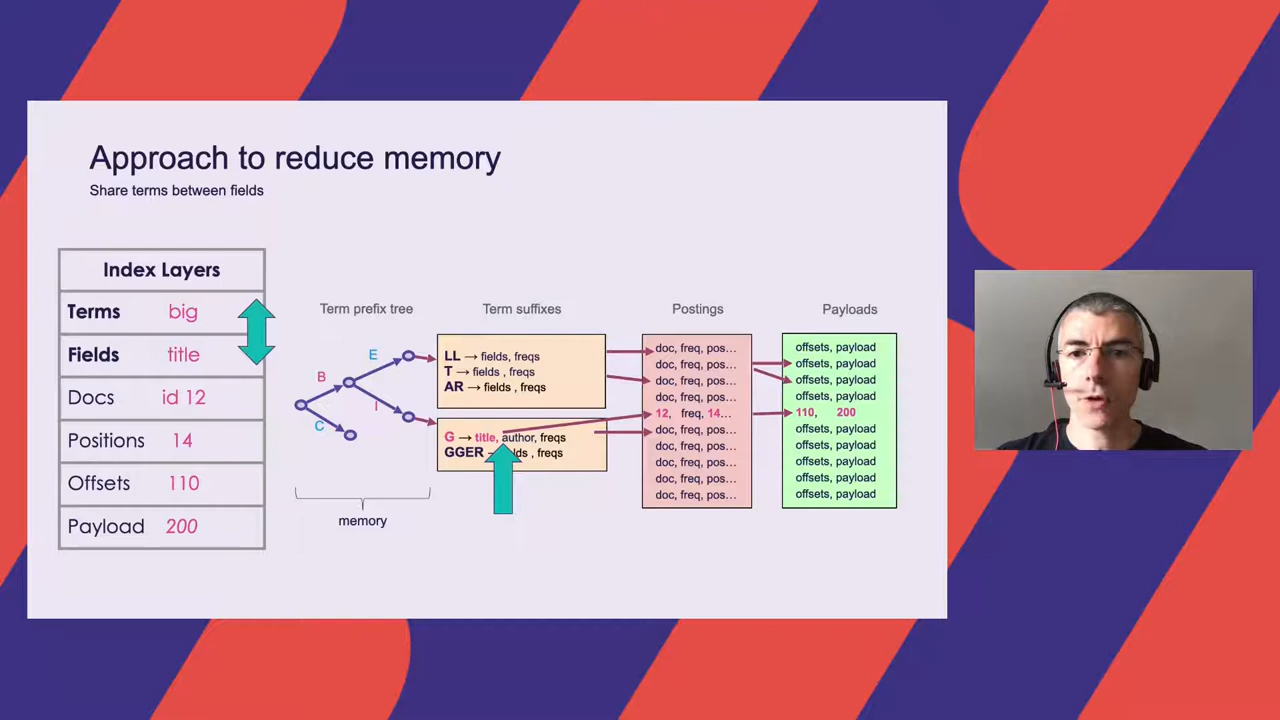 Approach to reduce memory
Share terms between fields
Index Layers
Terms big
Fields title
Docs id 12
Positions 14
Offsets 110
Payload 200
Term prefix tree
B
E
I
C
memory
Term suffixes
LL → fields, freqs
T → fields , freqs
AR → fields , freqs
G → title, author, freqs
GGER → , freqs
Postings
doc, freq, pos...
doc, freq, pos...
doc, freq, pos...
doc, freq, pos...
12, freq, 14...
doc, freq, pos...
doc, freq, pos...
doc, freq, pos...
doc, freq, pos...
doc, freq, pos...
Payloads
offsets, payload
offsets, payload
offsets, payload
offsets, payload
110, 200
offsets, payload
offsets, payload
offsets, payload
offsets, payload
offsets, payload